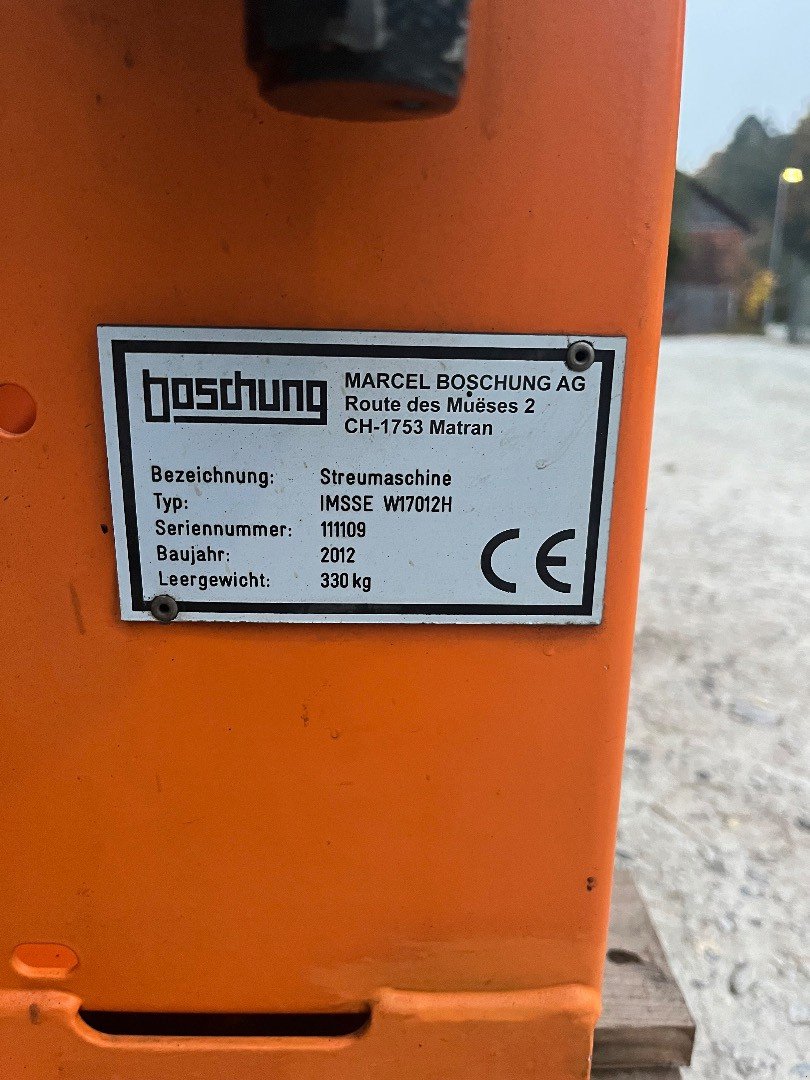 boschung
MARCEL BOSCHUNG AG
Route des Muëses 2
CH-1753 Matran
Bezeichnung: Streumaschine
Typ: IMSSE W17012H
Seriennummer: 111109
Baujahr: 2012
Leergewicht: 330 kg
CE